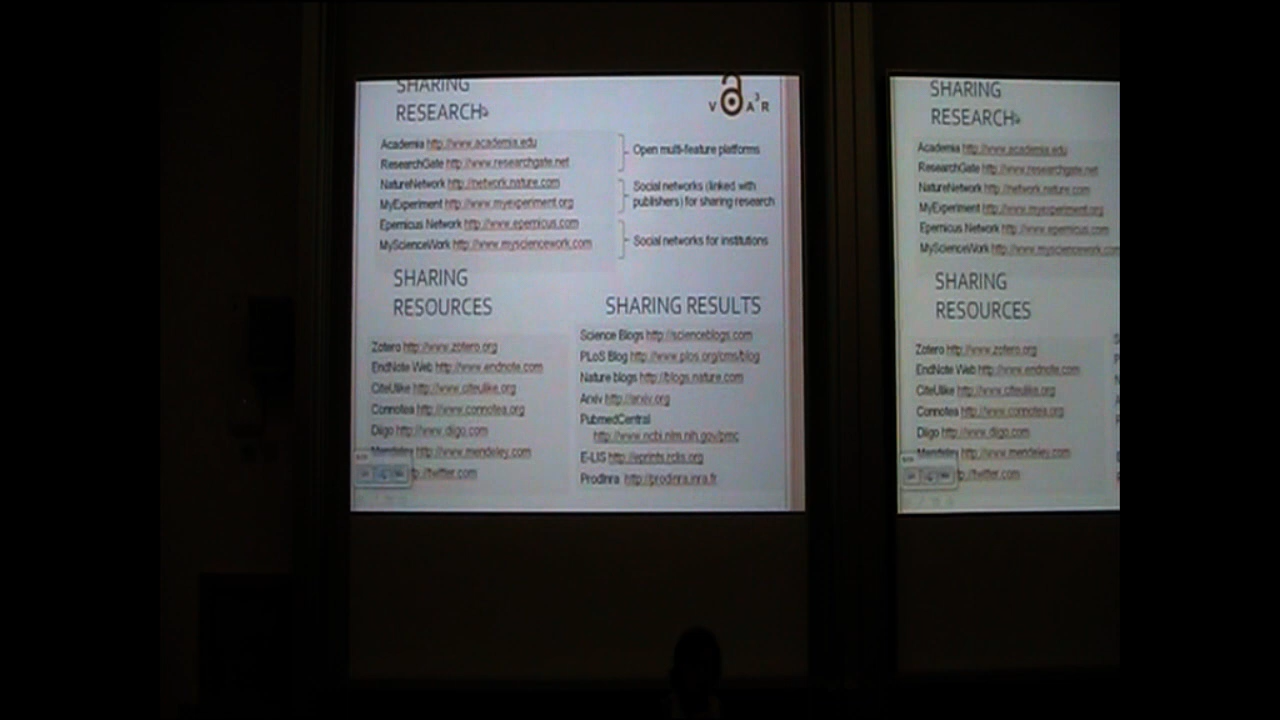 SHARING
RESEARCH
VOA3R
Academia http://www.academia.edu
ResearchGate http://www.researchgate.net
NatureNetwork http://network.nature.com
MyExperiment http://www.myexperiment.org
Epernicus Network http://www.epernicus.com
MyScienceWork http://www.mysciencework.com
Open multi-feature platforms
Social networks (linked with
publishers) for sharing research
Social networks for institutions
SHARING
RESOURCES
Zotero http://www.zotero.org
EndNote Web http://www.endnote.com
CiteUlike http://www.citeulike.org
Connotea http://www.connotea.org
Diigo http://www.diigo.com
Mendeley http://www.mendeley.com
http://twitter.com
SHARING RESULTS
Science Blogs http://scienceblogs.com
PLoS Blog http://www.plos.org/cms/blog
Nature blogs http://blogs.nature.com
Arxiv http://arxiv.org
PubmedCentral
http://www.ncbi.nlm.nih.gov/pmc
E-LIS http://eprints.rclis.org
ProdInra http://prodinra.inra.fr
SHARING
RESEARCH
Academia http://www.academia.edu
ResearchGate http://www.researchgate.net
NatureNetwork http://network.nature.com
MyExperiment http://www.myexperiment.org
Epernicus Network http://www.epernicus.com
MyScienceWork http://www.mysciencework.com
SHARING
RESOURCES
Zotero http://www.zotero.org
EndNote Web http://www.endnote.com
CiteUlike http://www.citeulike.org
Connotea http://www.connotea.org
Diigo http://www.diigo.com
Mendeley http://www.mendeley.com
http://twitter.com